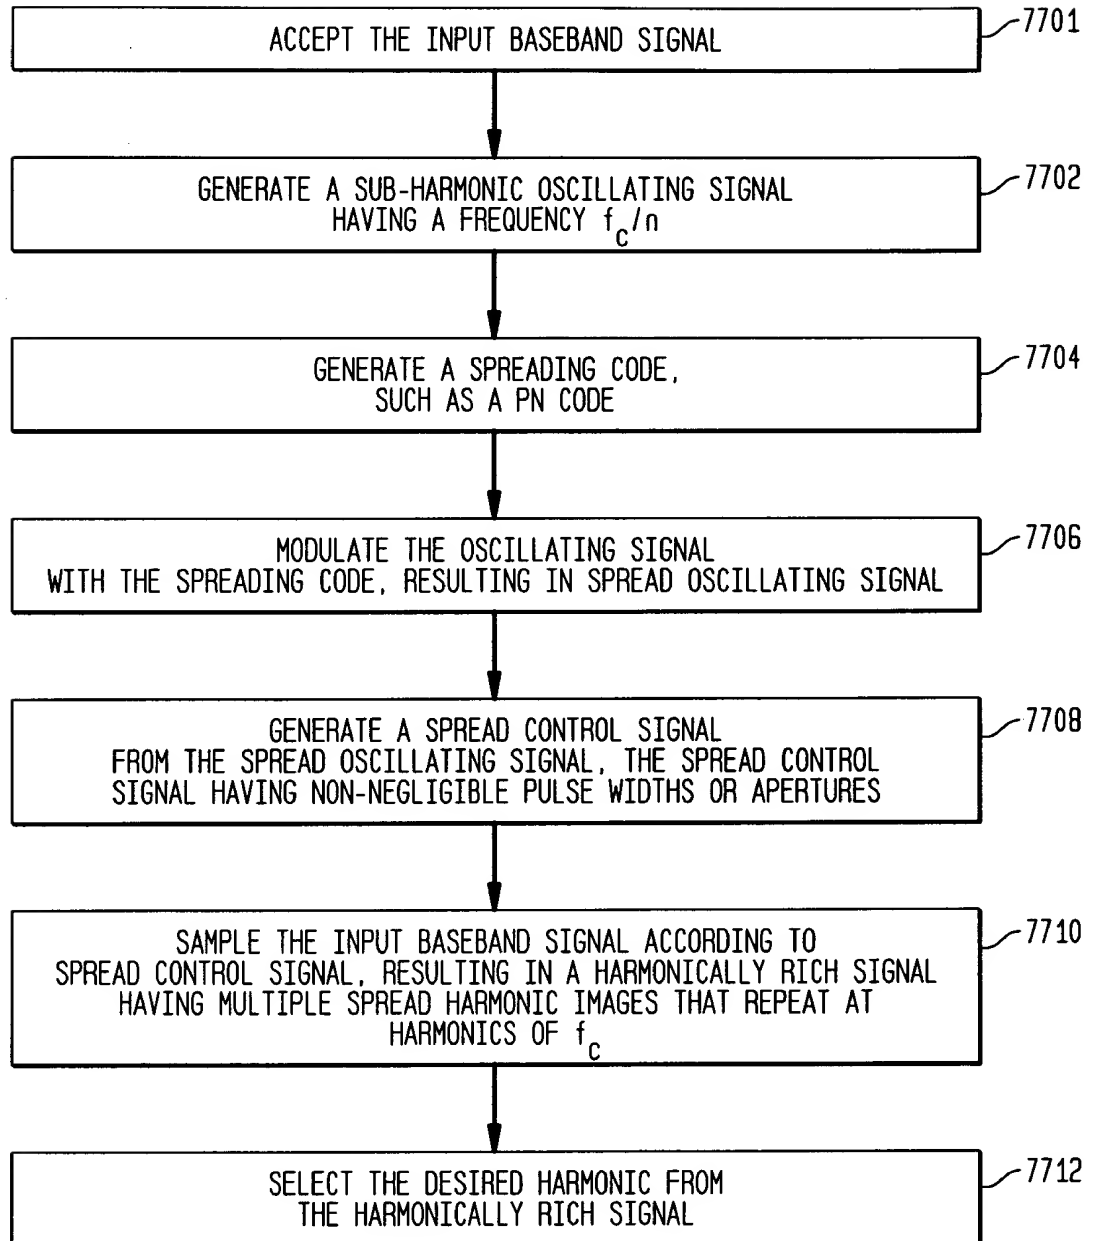 ACCEPT THE INPUT BASEBAND SIGNAL
7701
GENERATE A SUB-HARMONIC OSCILLATING SIGNAL
HAVING A FREQUENCY f_c/n
7702
GENERATE A SPREADING CODE,
SUCH AS A PN CODE
7704
MODULATE THE OSCILLATING SIGNAL
WITH THE SPREADING CODE, RESULTING IN SPREAD OSCILLATING SIGNAL
7706
GENERATE A SPREAD CONTROL SIGNAL
FROM THE SPREAD OSCILLATING SIGNAL, THE SPREAD CONTROL
SIGNAL HAVING NON-NEGLIGIBLE PULSE WIDTHS OR APERTURES
7708
SAMPLE THE INPUT BASEBAND SIGNAL ACCORDING TO
SPREAD CONTROL SIGNAL, RESULTING IN A HARMONICALLY RICH SIGNAL
HAVING MULTIPLE SPREAD HARMONIC IMAGES THAT REPEAT AT
HARMONICS OF f_c
7710
SELECT THE DESIRED HARMONIC FROM
THE HARMONICALLY RICH SIGNAL
7712